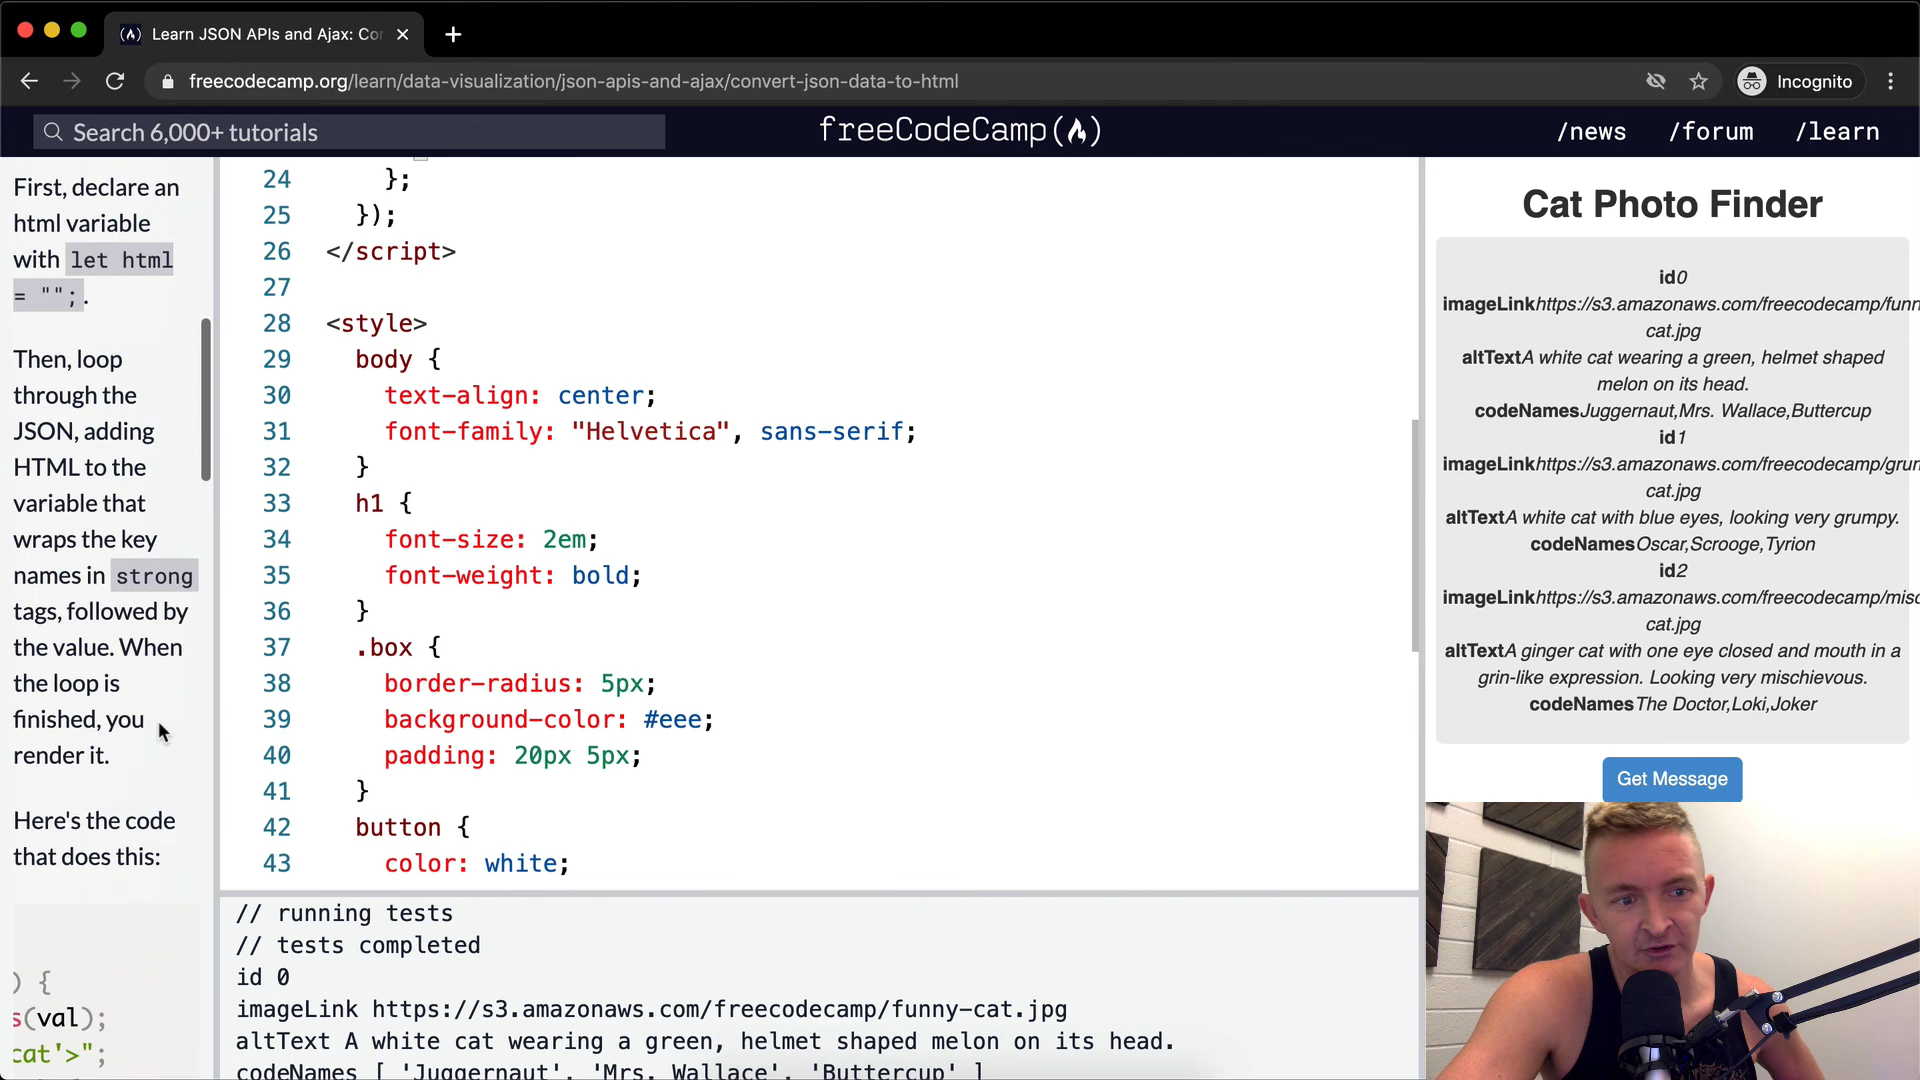 Learn JSON APIs and Ajax: Co
freecodecamp.org/learn/data-visualization/json-apis-and-ajax/convert-json-data-to-html
Incognito
Search 6,000+ tutorials
freeCodeCamp(🔥)
/news /forum /learn
First, declare an
html variable
with let html
= "";.
Then, loop
through the
JSON, adding
HTML to the
variable that
wraps the key
names in strong
tags, followed by
the value. When
the loop is
finished, you
render it.
Here's the code
that does this:
) {
s(val);
cat'>";
24 };
25 });
26 </script>
27
28 <style>
29 body {
30 text-align: center;
31 font-family: "Helvetica", sans-serif;
32 }
33 h1 {
34 font-size: 2em;
35 font-weight: bold;
36 }
37 .box {
38 border-radius: 5px;
39 background-color: #eee;
40 padding: 20px 5px;
41 }
42 button {
43 color: white;
// running tests
// tests completed
id 0
imageLink https://s3.amazonaws.com/freecodecamp/funny-cat.jpg
altText A white cat wearing a green, helmet shaped melon on its head.
codeNames [ 'Juggernaut', 'Mrs. Wallace', 'Buttercup' ]
Cat Photo Finder
id0
imageLinkhttps://s3.amazonaws.com/freecodecamp/funn
cat.jpg
altTextA white cat wearing a green, helmet shaped
melon on its head.
codeNamesJuggernaut,Mrs. Wallace,Buttercup
id1
imageLinkhttps://s3.amazonaws.com/freecodecamp/grun
cat.jpg
altTextA white cat with blue eyes, looking very grumpy.
codeNamesOscar,Scrooge,Tyrion
id2
imageLinkhttps://s3.amazonaws.com/freecodecamp/misc
cat.jpg
altTextA ginger cat with one eye closed and mouth in a
grin-like expression. Looking very mischievous.
codeNamesThe Doctor,Loki,Joker
Get Message